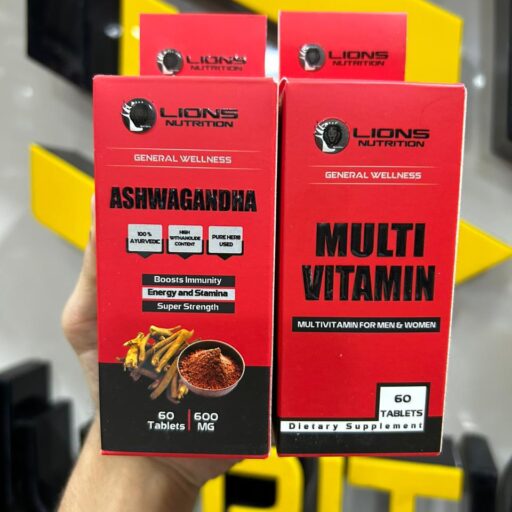 LIONS
NUTRITION
GENERAL WELLNESS
ASHWAGANDHA
100%
AYURVEDIC
HIGH
WITHANOLIDE
CONTENT
PURE HERB
USED
Boosts Immunity
Energy and Stamina
Super Strength
60
Tablets
600
MG
LIONS
NUTRITION
GENERAL WELLNESS
MULTI
VITAMIN
MULTIVITAMIN FOR MEN & WOMEN
60
TABLETS
Dietary Supplement
LIONS
NUTRITION
LIONS
NUTRITION